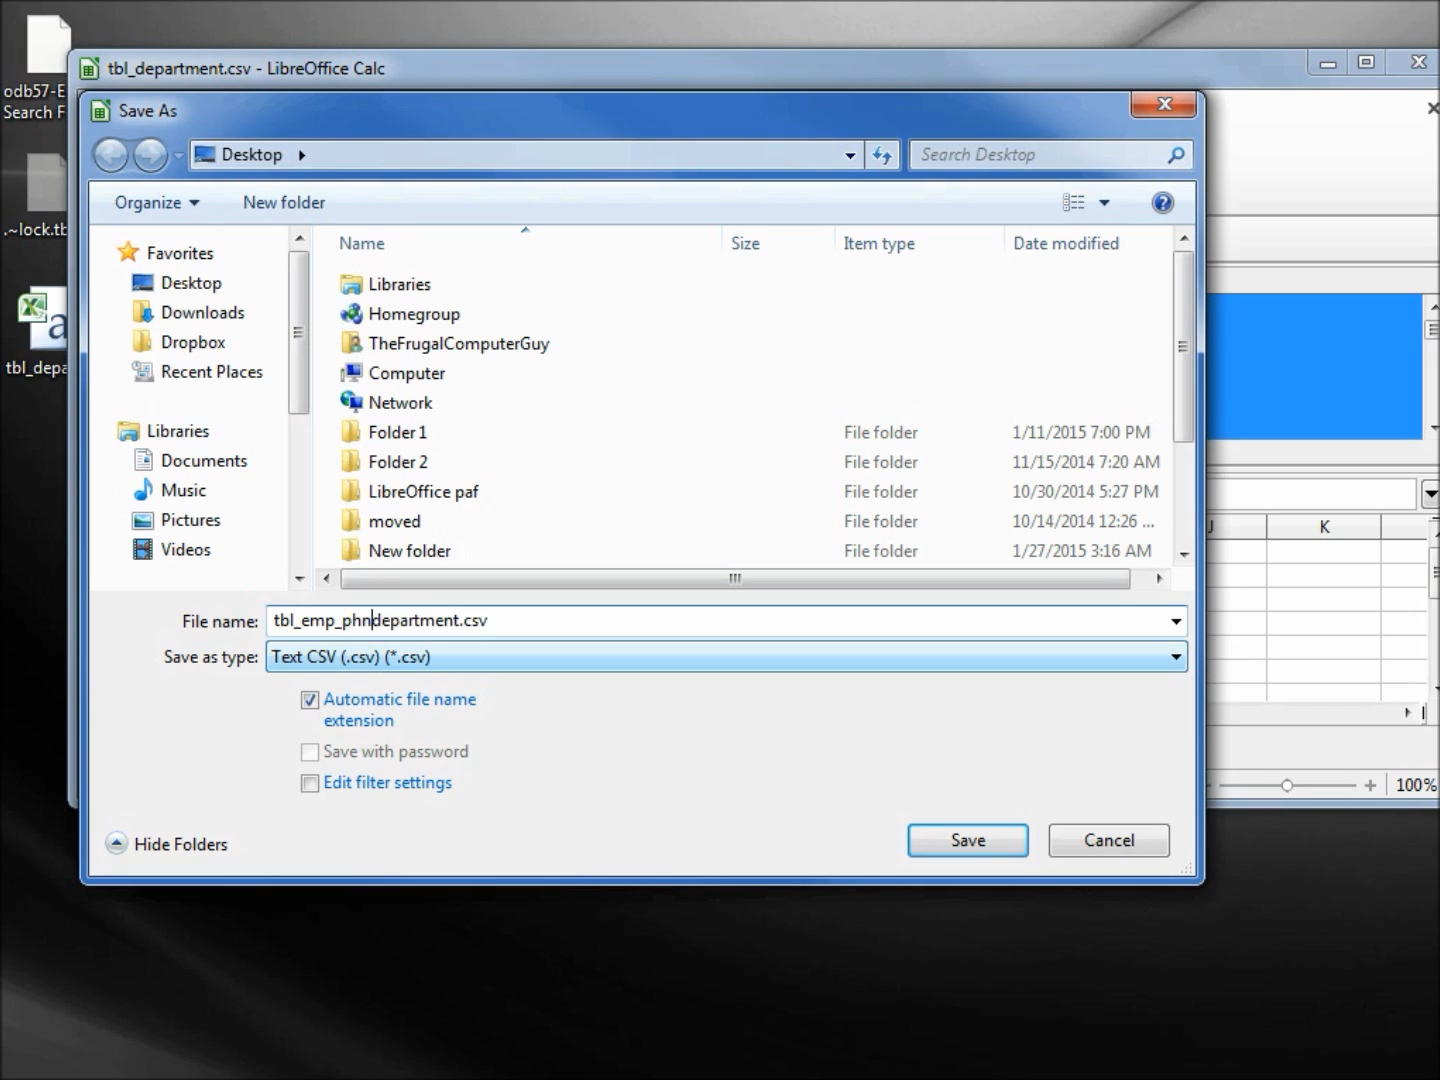 odb57-E
Search F
.~lock.tb
tbl_depa
tbl_department.csv - LibreOffice Calc
Save As
Desktop
Search Desktop
Organize
New folder
Name Size Item type Date modified
Favorites
Desktop
Downloads
Dropbox
Recent Places
Libraries
Documents
Music
Pictures
Videos
Libraries
Homegroup
TheFrugalComputerGuy
Computer
Network
Folder 1 File folder 1/11/2015 7:00 PM
Folder 2 File folder 11/15/2014 7:20 AM
LibreOffice paf File folder 10/30/2014 5:27 PM
moved File folder 10/14/2014 12:26 ...
New folder File folder 1/27/2015 3:16 AM
File name: tbl_emp_phndepartment.csv
Save as type: Text CSV (.csv) (*.csv)
Automatic file name
extension
Save with password
Edit filter settings
Hide Folders
Save Cancel
J K
100%